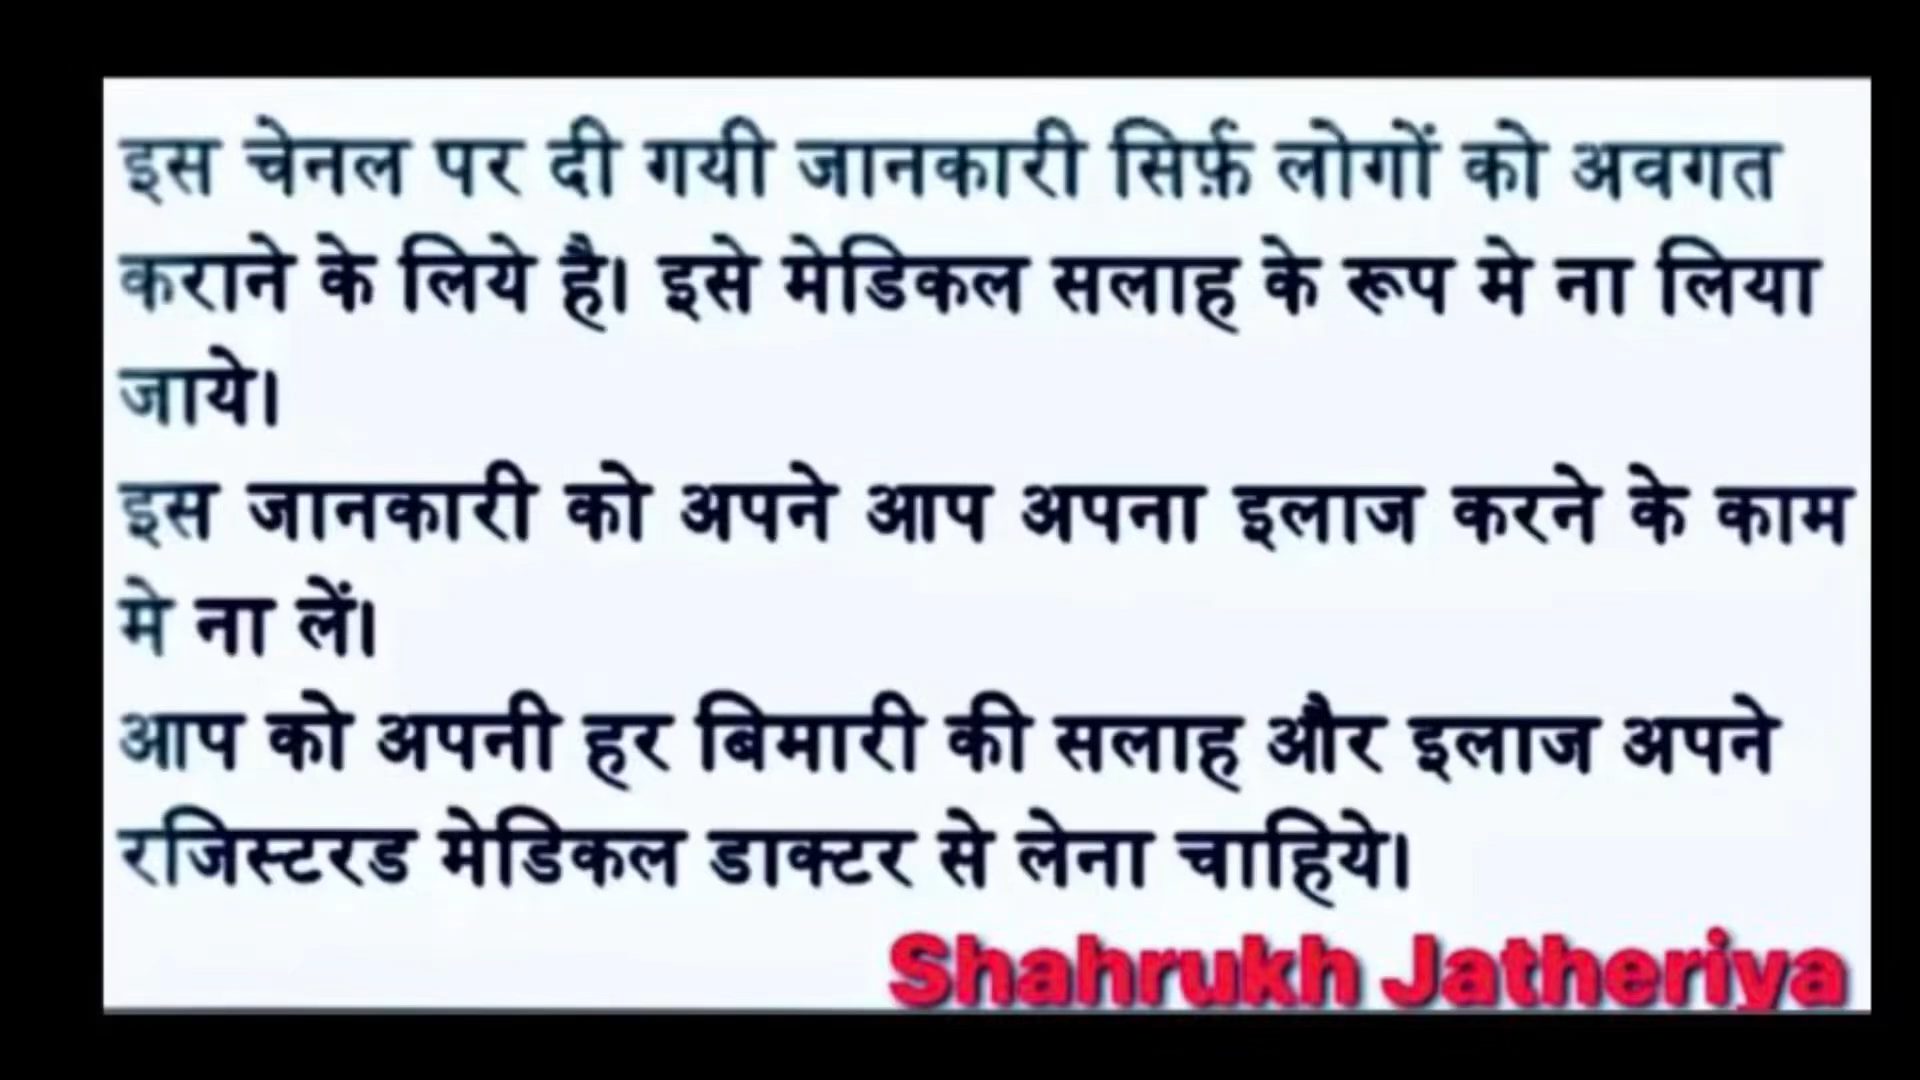 इस चेनल पर दी गयी जानकारी सिर्फ़ लोगों को अवगत
कराने के लिये है। इसे मेडिकल सलाह के रूप मे ना लिया
जाये।
इस जानकारी को अपने आप अपना इलाज करने के काम
मे ना लें।
आप को अपनी हर बिमारी की सलाह और इलाज अपने
रजिस्टरड मेडिकल डाक्टर से लेना चाहिये।
Shahrukh Jatheriya